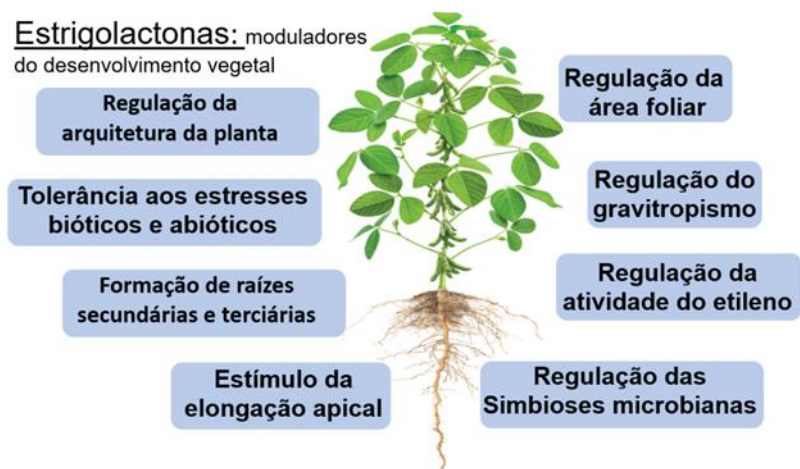 Estrigolactonas: moduladores
do desenvolvimento vegetal
Regulação da
arquitetura da planta
Tolerância aos estresses
bióticos e abióticos
Formação de raízes
secundárias e terciárias
Estímulo da
elongação apical
Regulação da
área foliar
Regulação do
gravitropismo
Regulação da
atividade do etileno
Regulação das
Simbioses microbianas